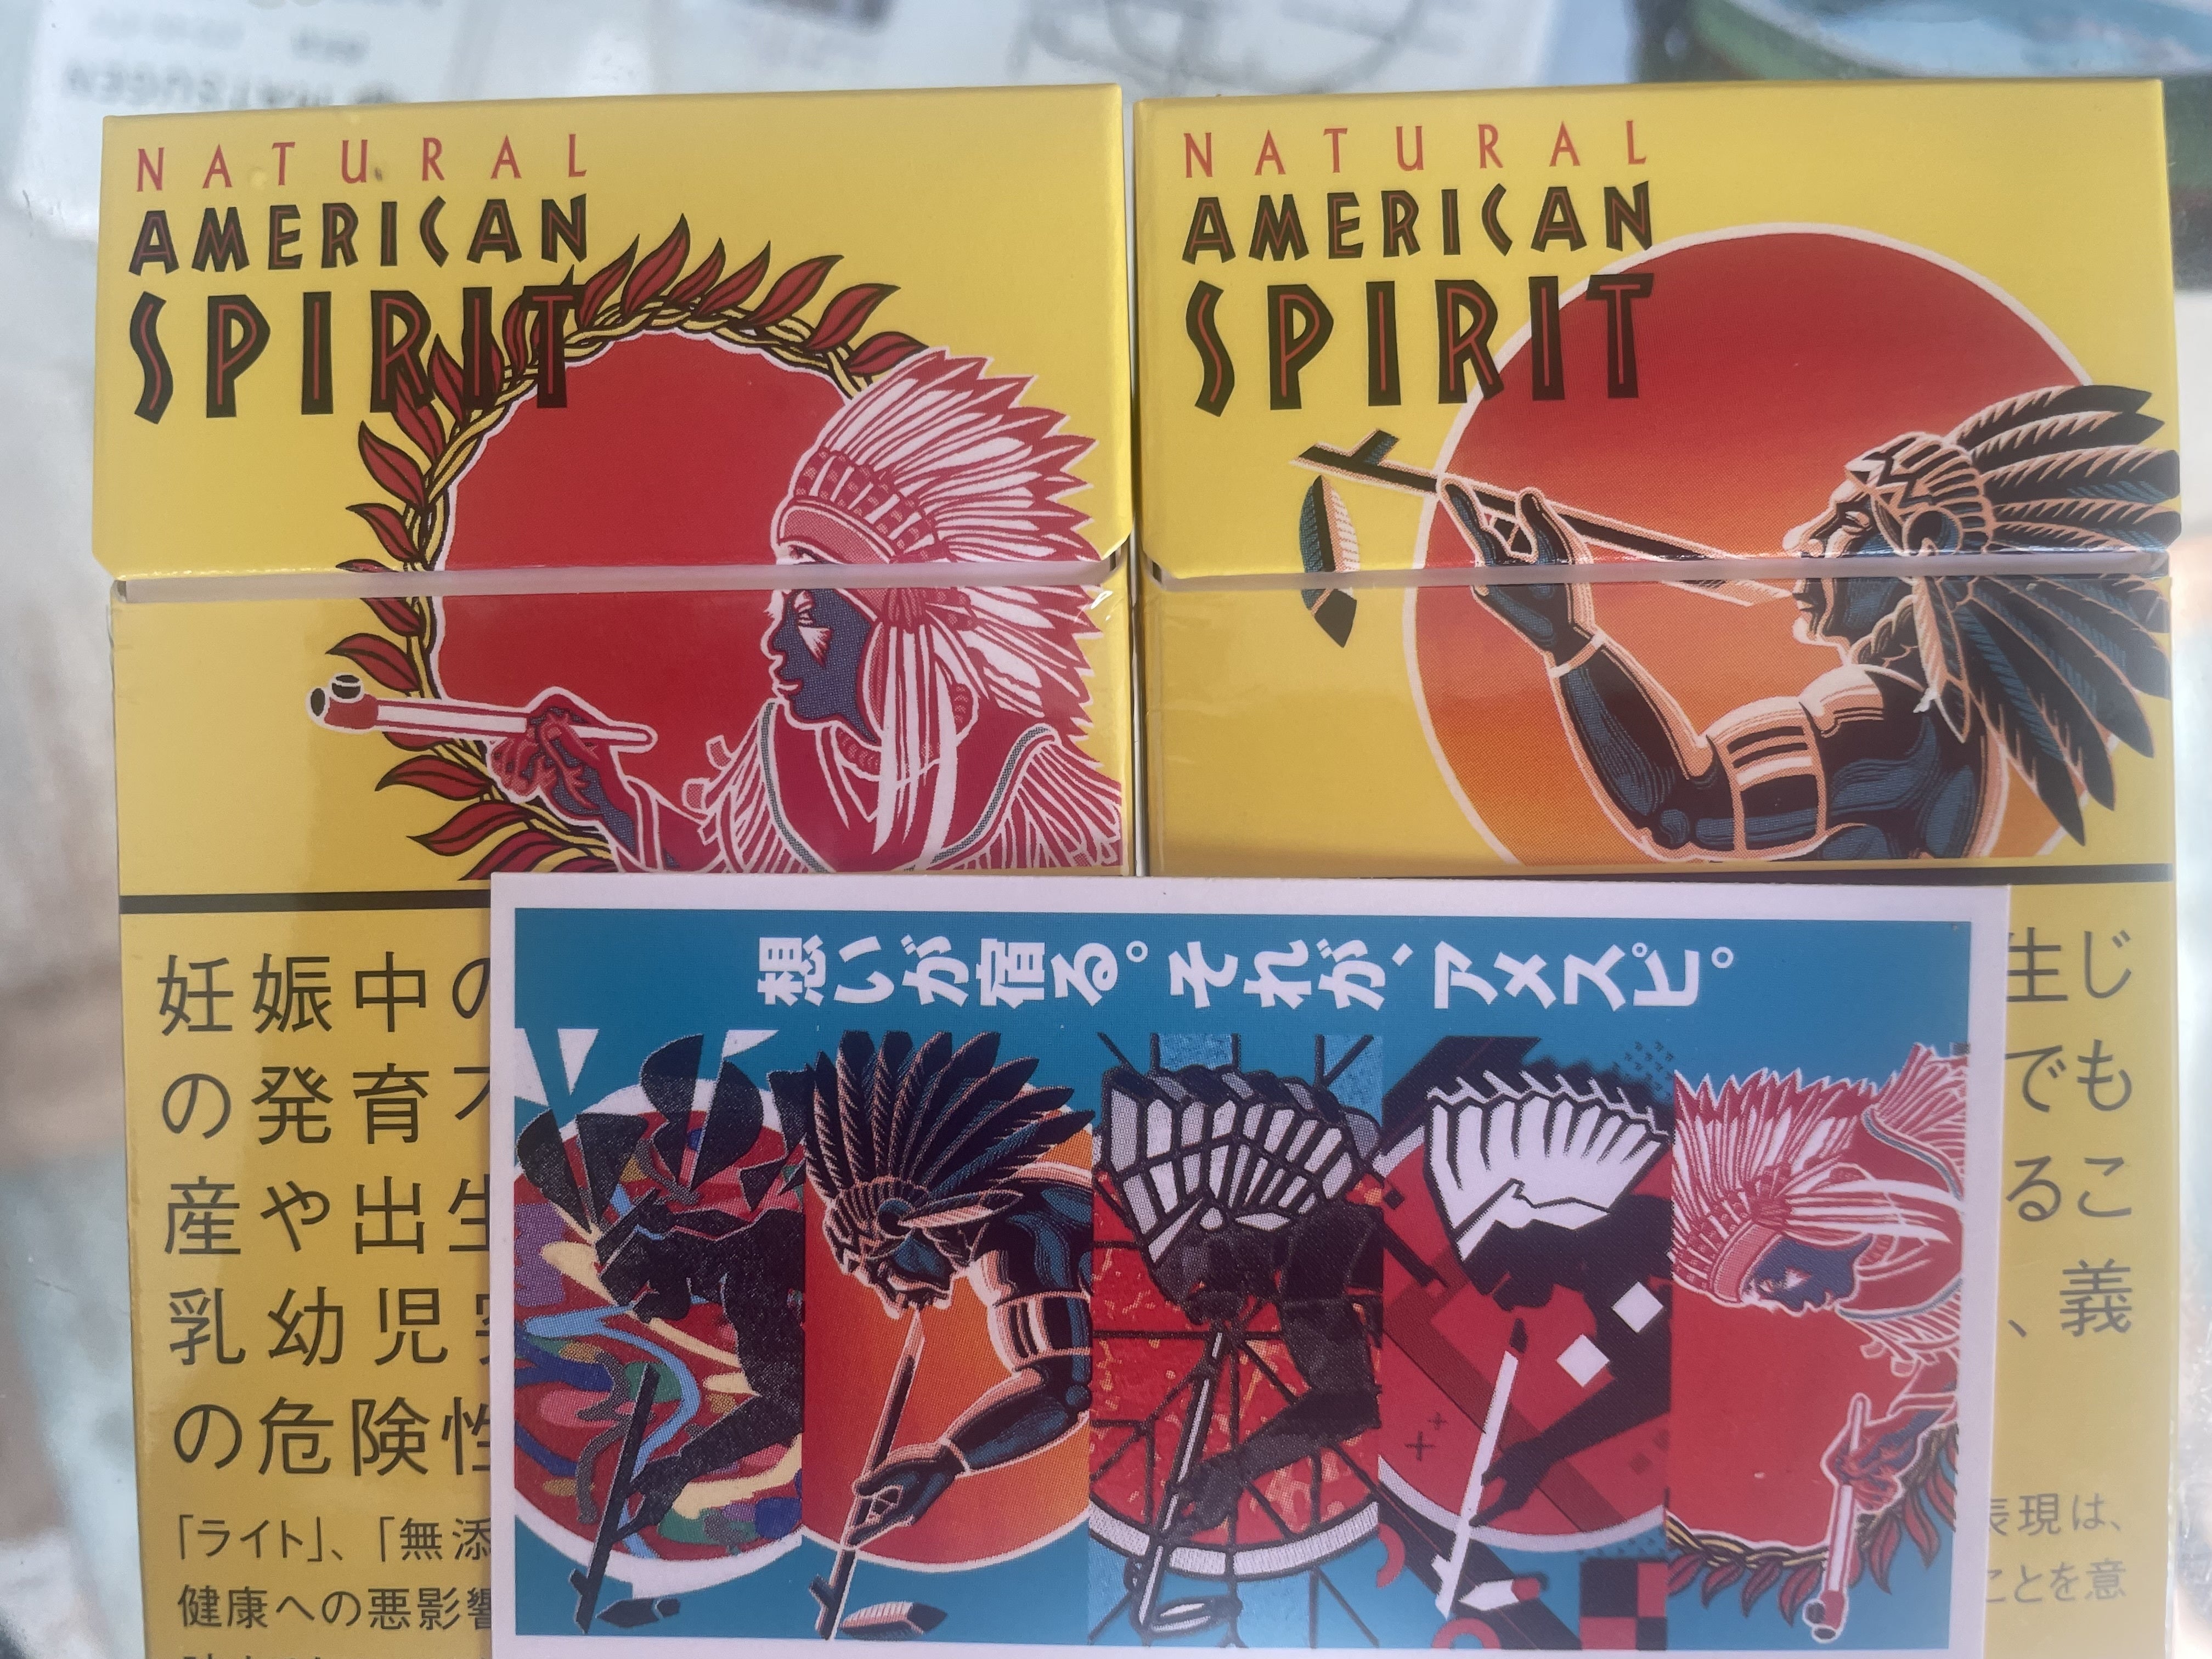 NATURAL
AMERICAN
SPIRIT
NATURAL
AMERICAN
SPIRIT
想いが宿る。それが、アメスピ。
妊娠中の
の発育不
産や出生
乳幼児突
の危険性
「ライト」、「無添
健康への悪影響
生じ
でも
るこ
、義
表現は、
ことを意